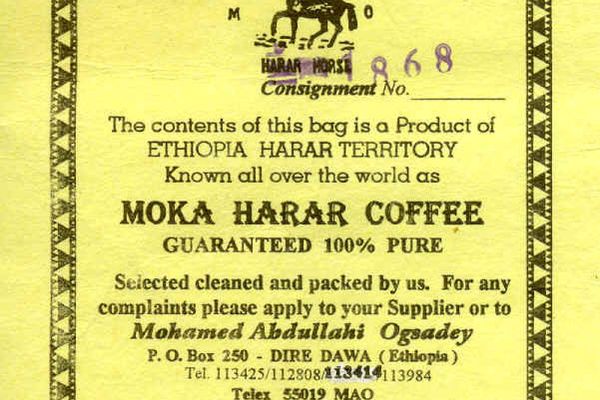 M O
HARAR HORSE
1868
Consignment No.
The contents of this bag is a Product of
ETHIOPIA HARAR TERRITORY
Known all over the world as
MOKA HARAR COFFEE
GUARANTEED 100% PURE
Selected cleaned and packed by us. For any
complaints please apply to your Supplier or to
Mohamed Abdullahi Ogsadey
P. O. Box 250 - DIRE DAWA (Ethiopia)
Tel. 113425/112808/113414/113984
Telex 55019 MAO